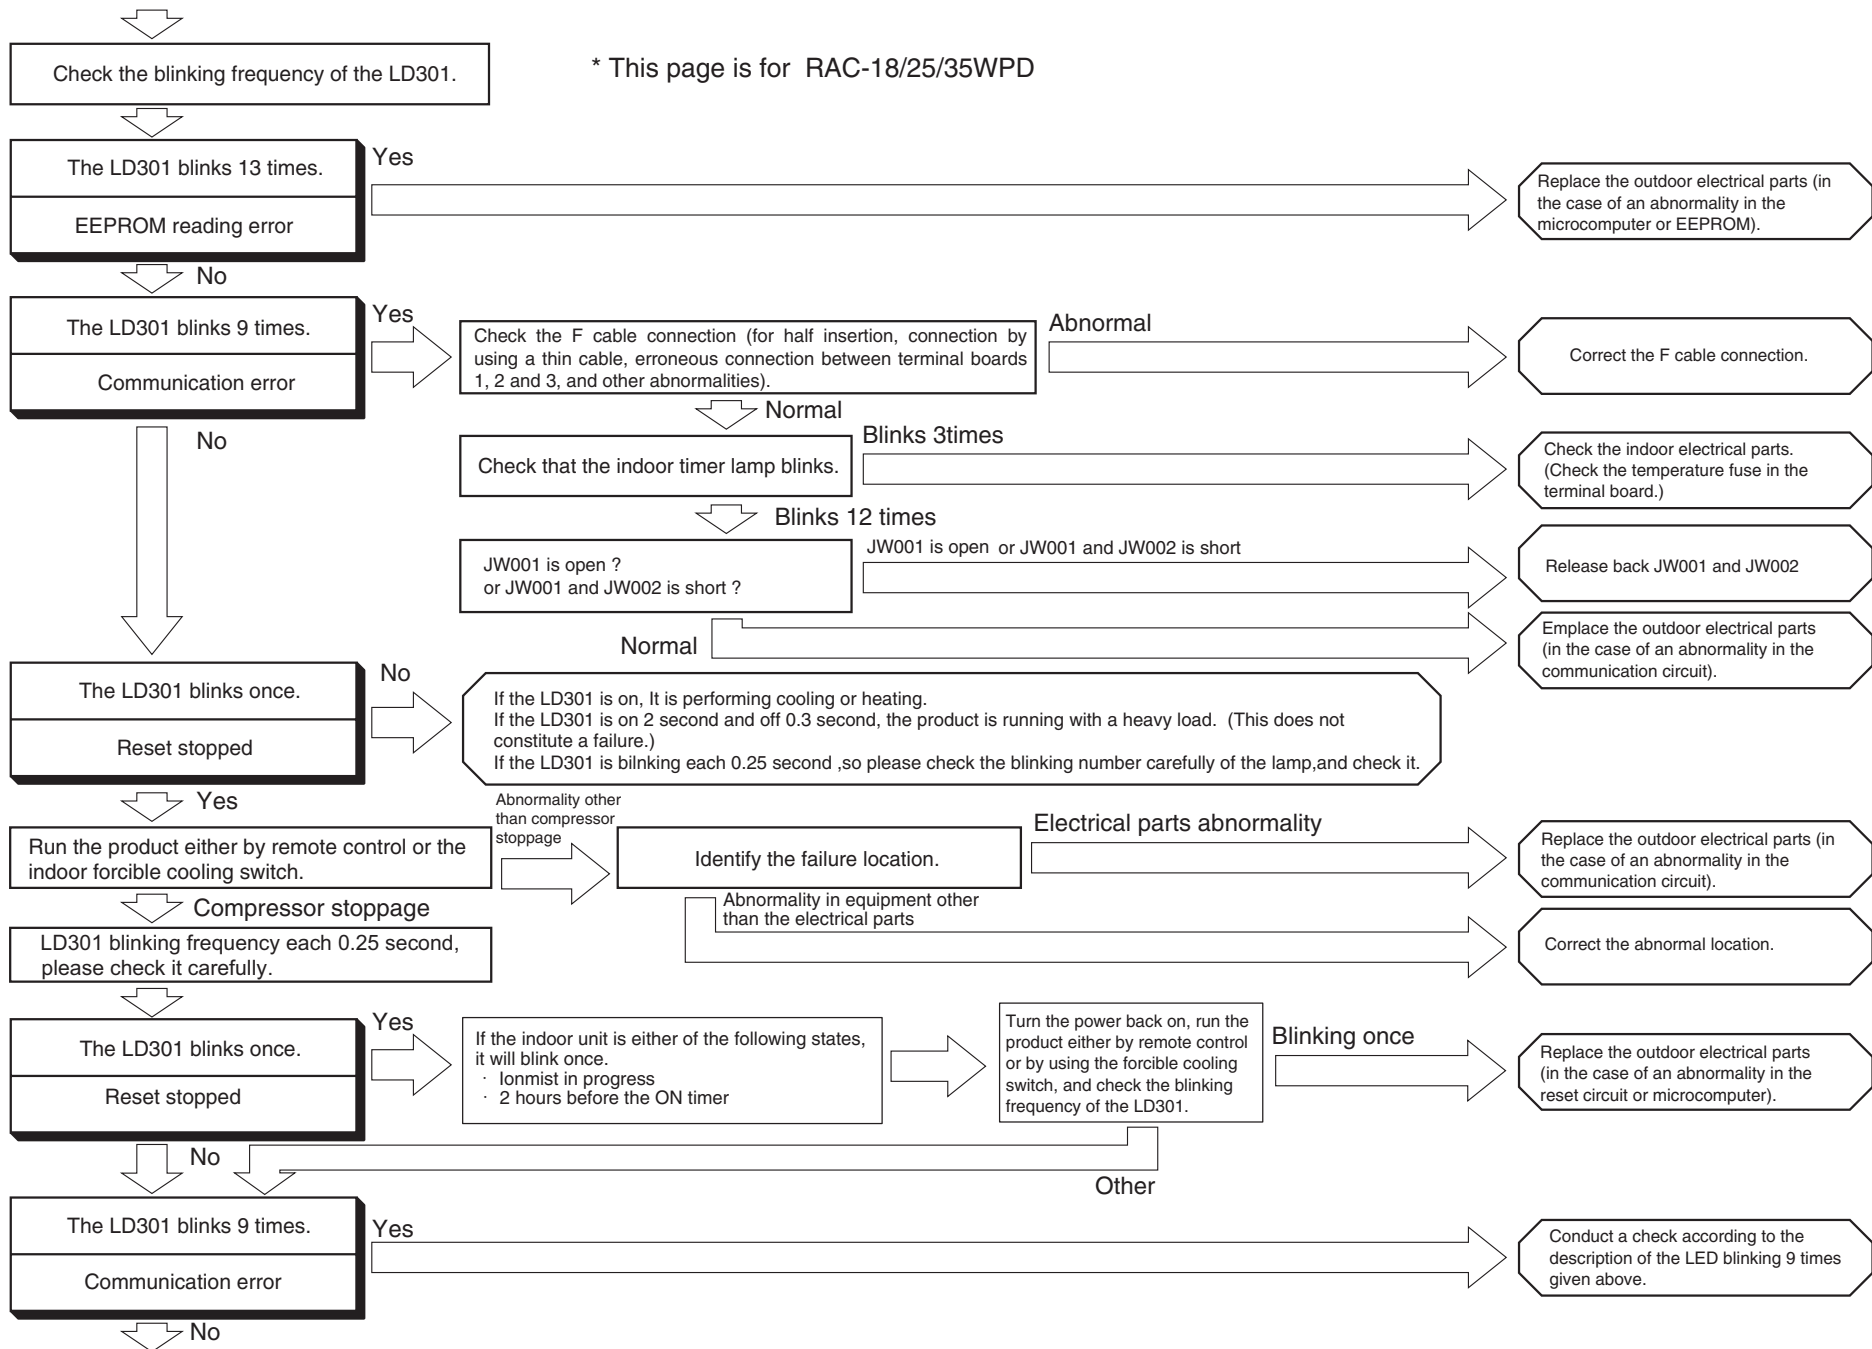 Check the blinking frequency of the LD301.
* This page is for RAC-18/25/35WPD
The LD301 blinks 13 times.
EEPROM reading error
Yes
Replace the outdoor electrical parts (in
the case of an abnormality in the
microcomputer or EEPROM).
No
The LD301 blinks 9 times.
Communication error
Yes
Check the F cable connection (for half insertion, connection by
using a thin cable, erroneous connection between terminal boards
1, 2 and 3, and other abnormalities).
Abnormal
Correct the F cable connection.
Normal
No
Check that the indoor timer lamp blinks.
Blinks 3times
Check the indoor electrical parts.
(Check the temperature fuse in the
terminal board.)
Blinks 12 times
JW001 is open ?
or JW001 and JW002 is short ?
JW001 is open or JW001 and JW002 is short
Release back JW001 and JW002
Normal
Emplace the outdoor electrical parts
(in the case of an abnormality in the
communication circuit).
The LD301 blinks once.
Reset stopped
No
If the LD301 is on, It is performing cooling or heating.
If the LD301 is on 2 second and off 0.3 second, the product is running with a heavy load. (This does not
constitute a failure.)
If the LD301 is bilnking each 0.25 second ,so please check the blinking number carefully of the lamp,and check it.
Yes
Run the product either by remote control or the
indoor forcible cooling switch.
Abnormality other
than compressor
stoppage
Identify the failure location.
Electrical parts abnormality
Replace the outdoor electrical parts (in
the case of an abnormality in the
communication circuit).
Abnormality in equipment other
than the electrical parts
Correct the abnormal location.
Compressor stoppage
LD301 blinking frequency each 0.25 second,
please check it carefully.
The LD301 blinks once.
Reset stopped
Yes
If the indoor unit is either of the following states,
it will blink once.
· Ionmist in progress
· 2 hours before the ON timer
Turn the power back on, run the
product either by remote control
or by using the forcible cooling
switch, and check the blinking
frequency of the LD301.
Blinking once
Replace the outdoor electrical parts
(in the case of an abnormality in the
reset circuit or microcomputer).
No
Other
The LD301 blinks 9 times.
Communication error
Yes
Conduct a check according to the
description of the LED blinking 9 times
given above.
No